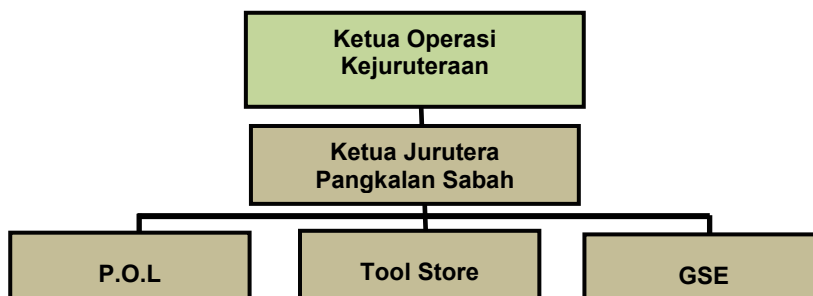 Ketua Operasi
Kejuruteraan
Ketua Jurutera
Pangkalan Sabah
P.O.L
Tool Store
GSE